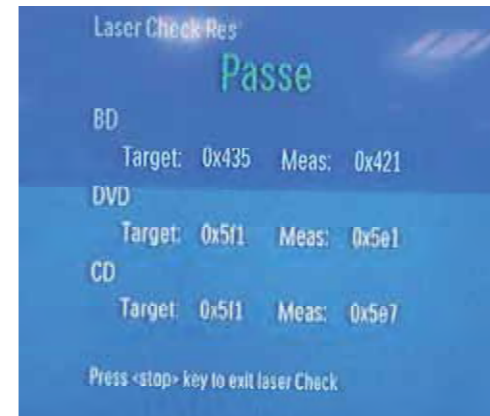 Laser Check Res
Passe
BD
Target: 0x435 Meas: 0x421
DVD
Target: 0x5f1 Meas: 0x5e1
CD
Target: 0x5f1 Meas: 0x5e7
Press <stop> key to exit laser Check